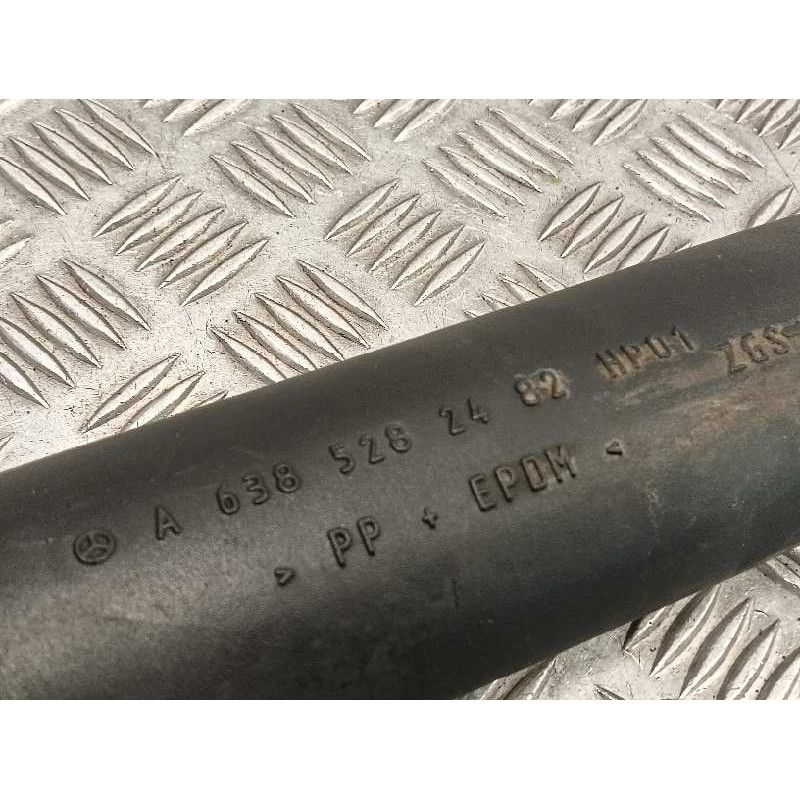 A 638 528 24 82 HP01 ZGS
> PP + EPDM <